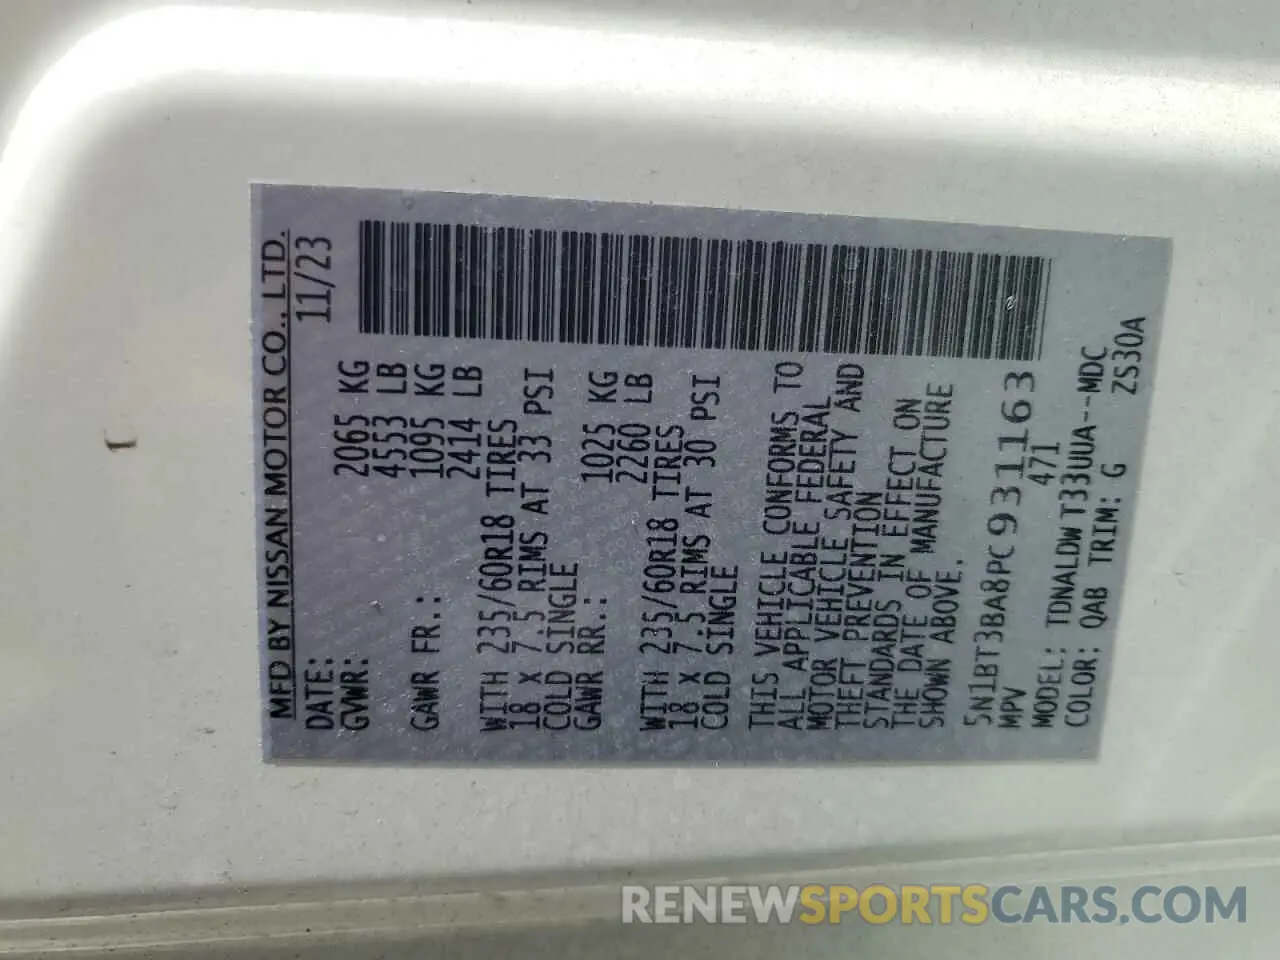 MFD BY NISSAN MOTOR CO., LTD.
DATE: 11/23
GVWR: 2065 KG
4553 LB
GAWR FR.: 1095 KG
2414 LB
WITH 235/60R18 TIRES
18 x 7.5 RIMS AT 33 PSI
COLD SINGLE
GAWR RR.: 1025 KG
2260 LB
WITH 235/60R18 TIRES
18 x 7.5 RIMS AT 30 PSI
COLD SINGLE
THIS VEHICLE CONFORMS TO
ALL APPLICABLE FEDERAL
MOTOR VEHICLE SAFETY AND
THEFT PREVENTION
STANDARDS IN EFFECT ON
THE DATE OF MANUFACTURE
SHOWN ABOVE.
5N1BT3BA8PC931163
MPV 471
MODEL: TDNALDW T33UUA--MDC
COLOR: QAB TRIM: G ZS30A
RENEWSPORTSCARS.COM